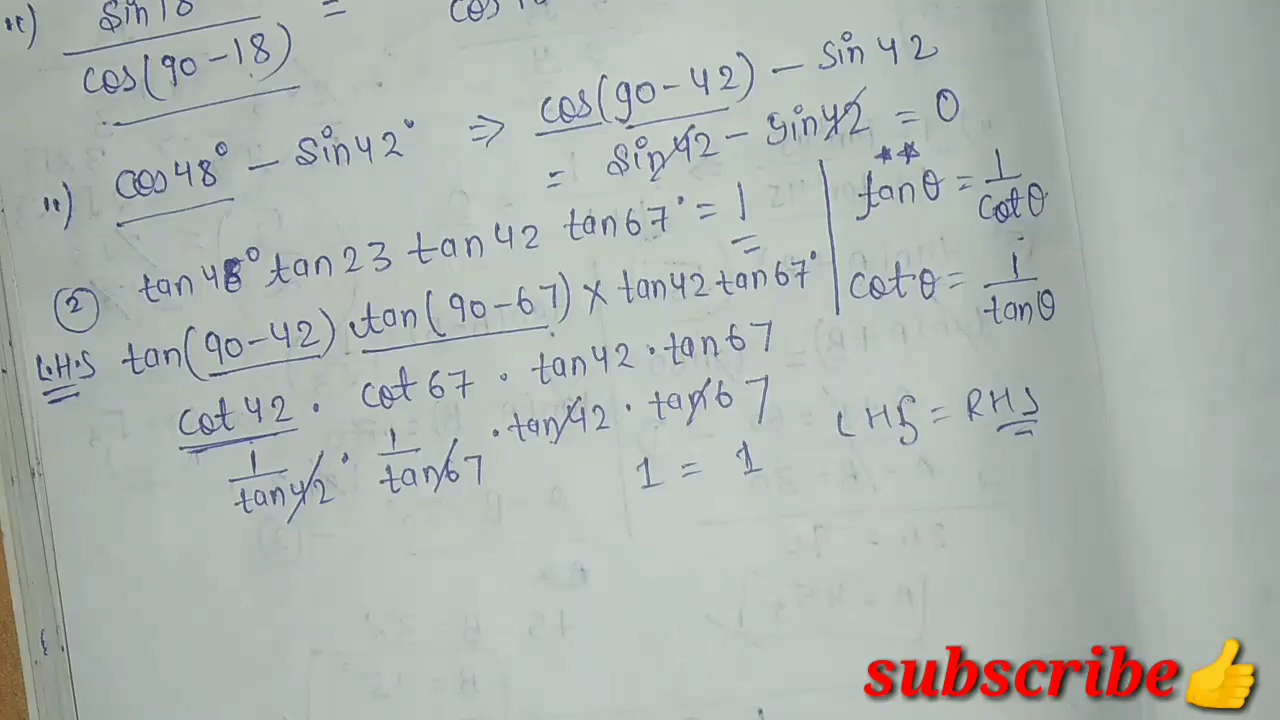 11) sin 18 / cos(90-18) =
11) cos 48° - sin 42° ⇒ cos(90-42) - sin 42
= sin 42 - sin 42 = 0
② tan 48° tan 23 tan 42 tan 67° = 1
L.H.S tan(90-42) . tan(90-67) × tan 42 tan 67°
cot 42 . cot 67 . tan 42 . tan 67
1/tan 42 . 1/tan 67 . tan 42 . tan 67
1 = 1 LHS = RHS
** tan θ = 1/cot θ
cot θ = 1/tan θ
subscribe👍